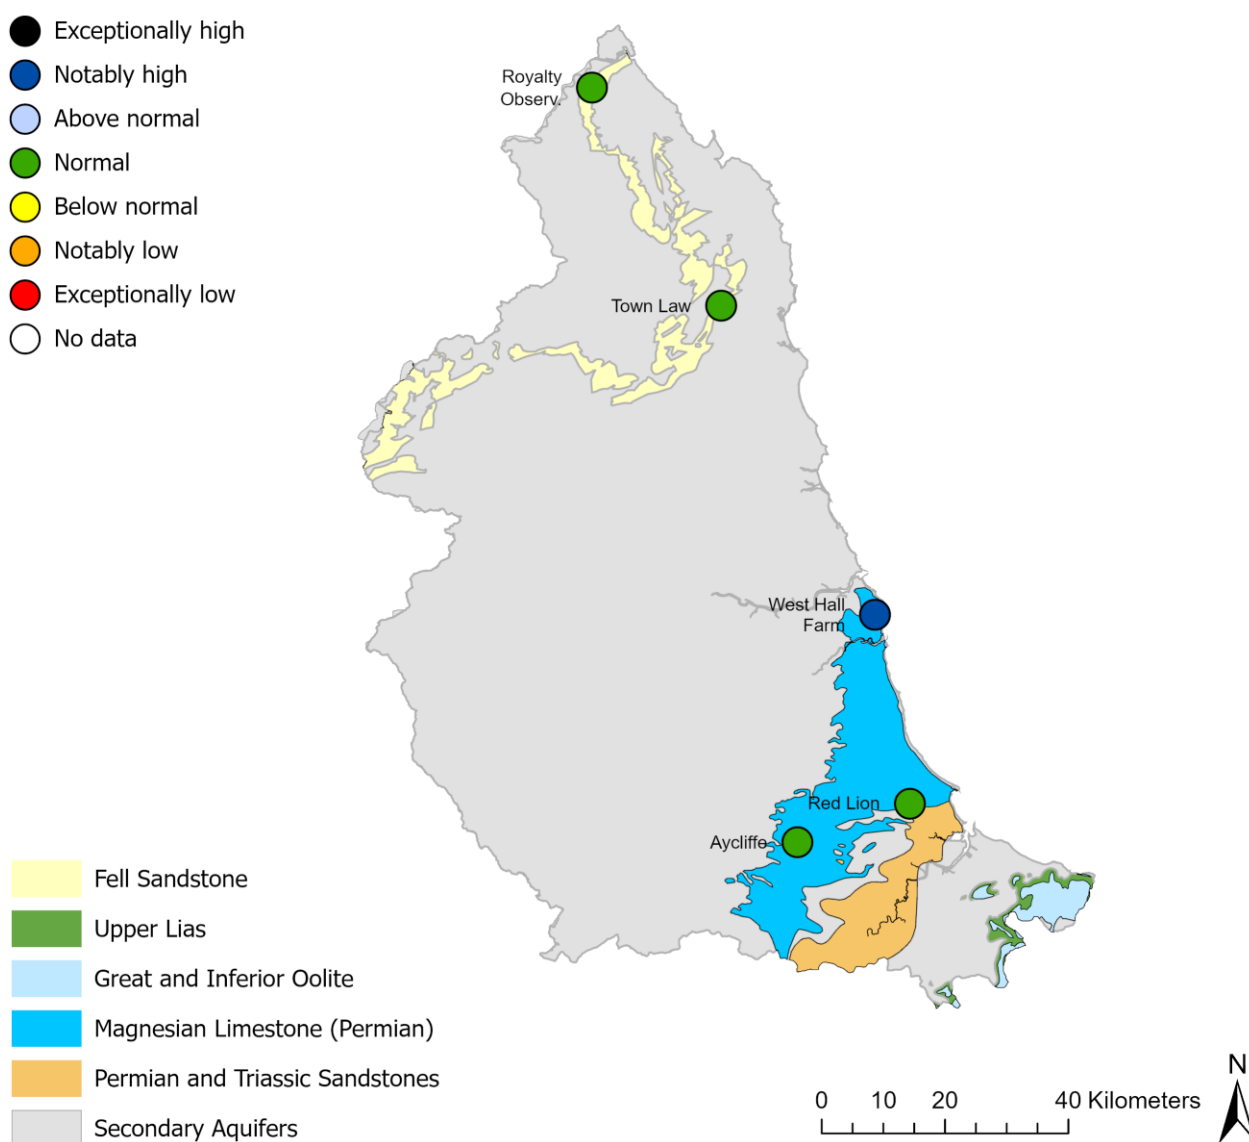 Exceptionally high
Notably high
Above normal
Normal
Below normal
Notably low
Exceptionally low
No data
Royalty
Observ.
Town Law
West Hall
Farm
Red Lion
Aycliffe
Fell Sandstone
Upper Lias
Great and Inferior Oolite
Magnesian Limestone (Permian)
Permian and Triassic Sandstones
Secondary Aquifers
N
0 10 20 40 Kilometers